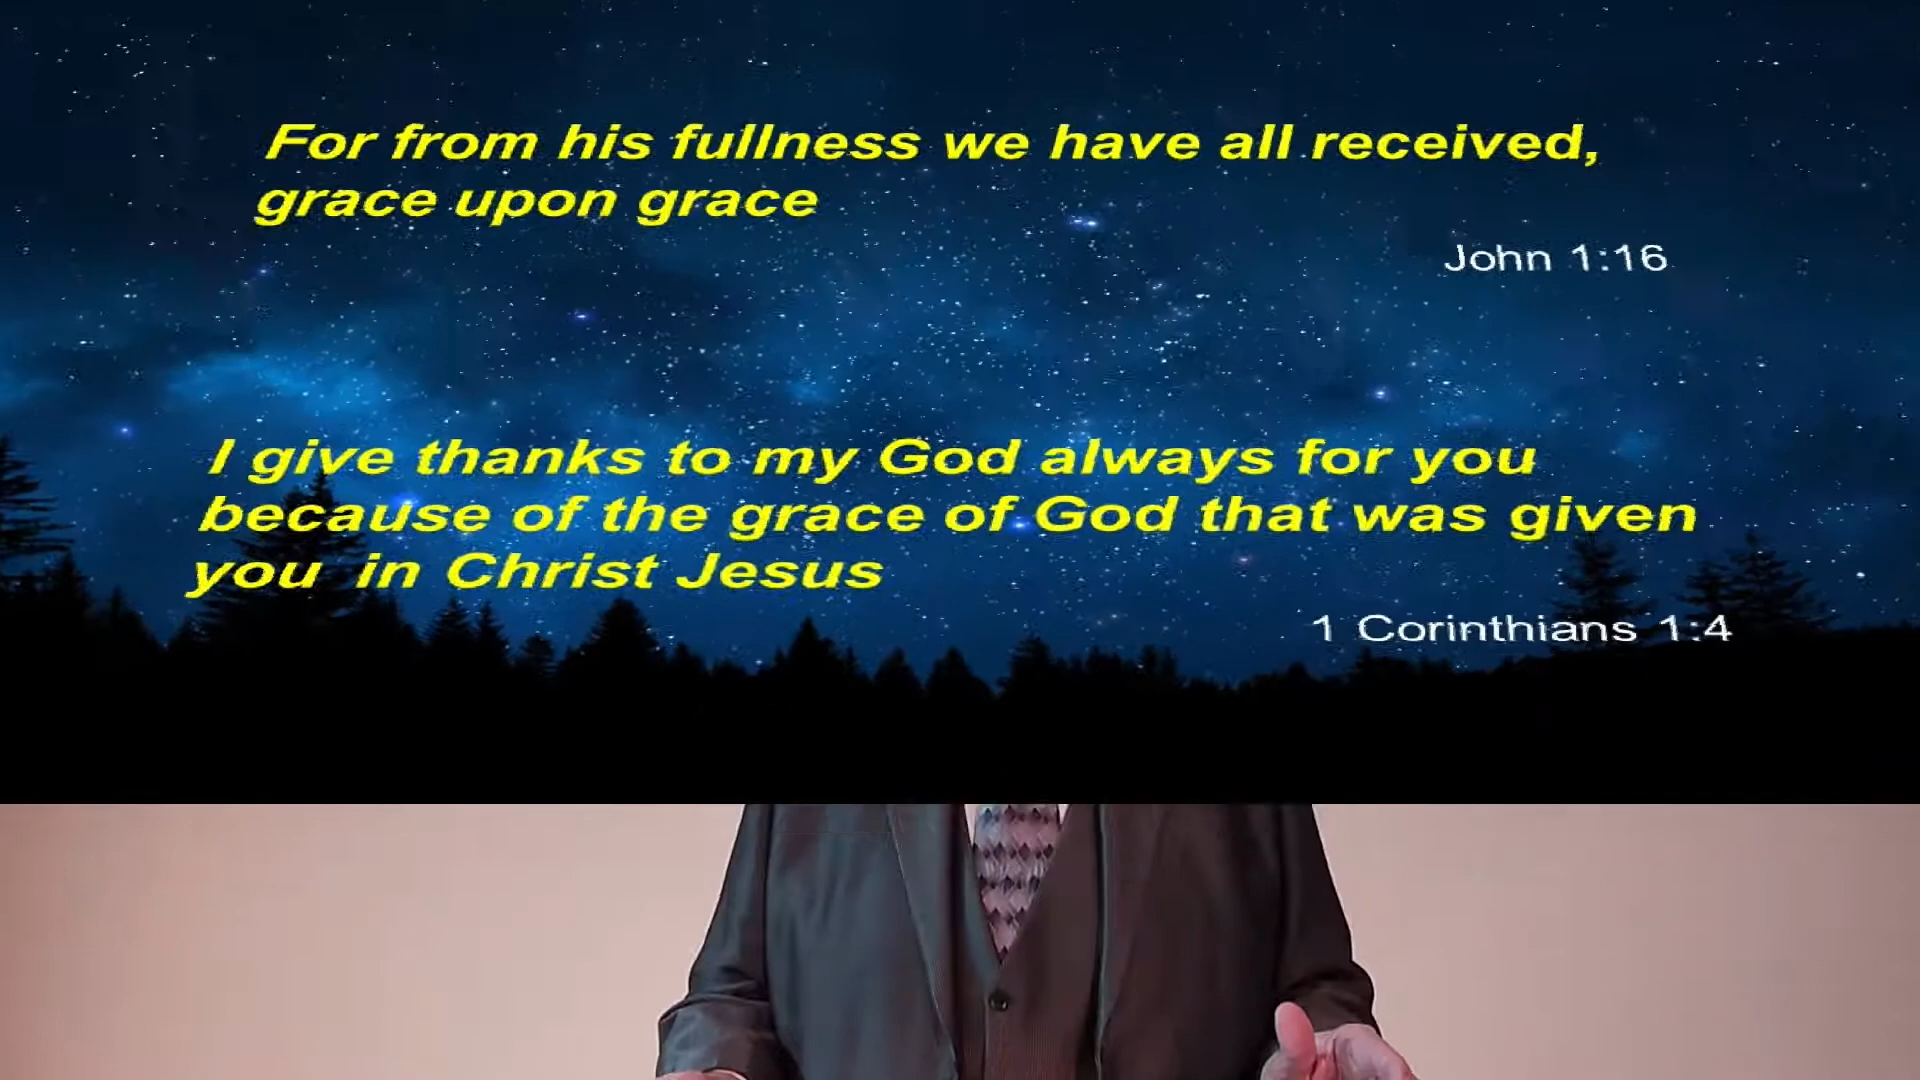 For from his fullness we have all received,
grace upon grace
John 1:16
I give thanks to my God always for you
because of the grace of God that was given
you in Christ Jesus
1 Corinthians 1:4